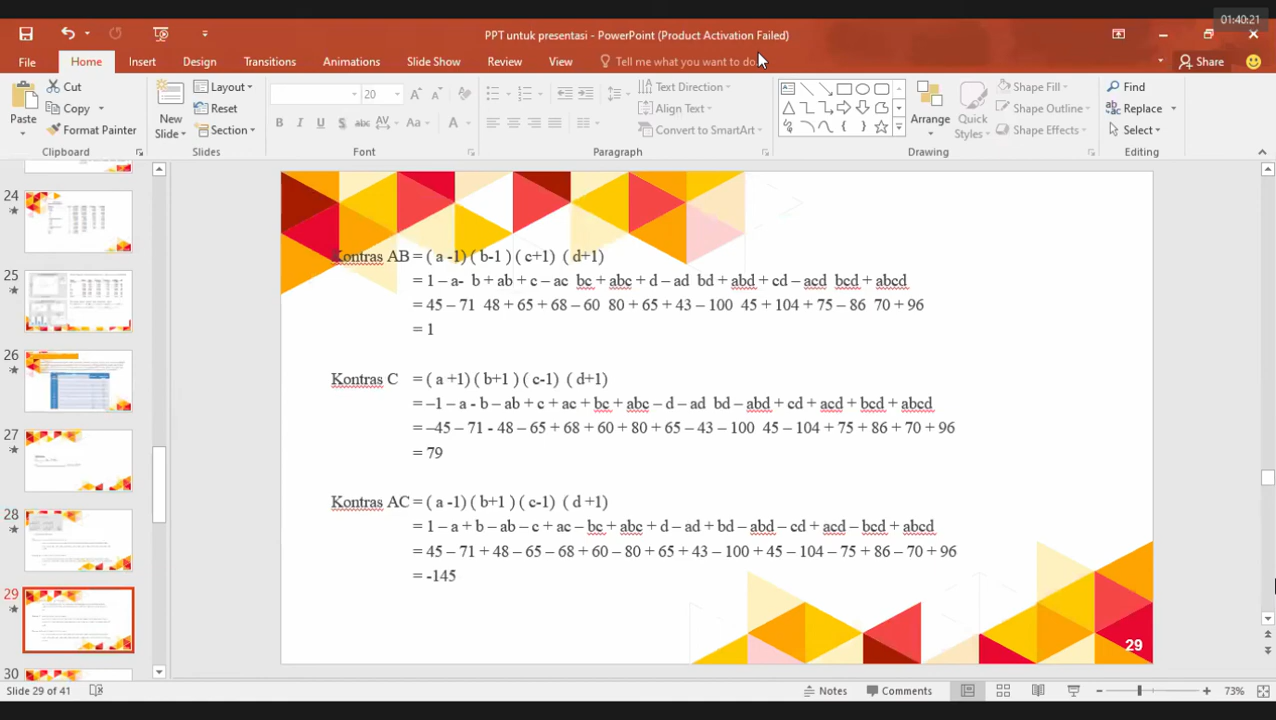 01:40:21
PPT untuk presentasi - PowerPoint (Product Activation Failed)
File Home Insert Design Transitions Animations Slide Show Review View Tell me what you want to do... Share
Paste
Cut
Copy
Format Painter
Clipboard
New Slide
Layout
Reset
Section
Slides
20
B I U S abc AV Aa A
Font
Text Direction
Align Text
Convert to SmartArt
Paragraph
Arrange
Quick Styles
Shape Fill
Shape Outline
Shape Effects
Drawing
Find
Replace
Select
Editing
24
25
26
27
28
29
30
Kontras AB = ( a -1) ( b-1 ) ( c+1) ( d+1)
= 1 – a- b + ab + c – ac bc + abc + d – ad bd + abd + cd – acd bcd + abcd
= 45 – 71 48 + 65 + 68 – 60 80 + 65 + 43 – 100 45 + 104 + 75 – 86 70 + 96
= 1
Kontras C = ( a +1) ( b+1 ) ( c-1) ( d+1)
= –1 – a - b – ab + c + ac + bc + abc – d – ad bd – abd + cd + acd + bcd + abcd
= –45 – 71 - 48 – 65 + 68 + 60 + 80 + 65 – 43 – 100 45 – 104 + 75 + 86 + 70 + 96
= 79
Kontras AC = ( a -1) ( b+1 ) ( c-1) ( d +1)
= 1 – a + b – ab – c + ac – bc + abc + d – ad + bd – abd – cd + acd – bcd + abcd
= 45 – 71 + 48 – 65 – 68 + 60 – 80 + 65 + 43 – 100 + 45 – 104 – 75 + 86 – 70 + 96
= -145
29
Slide 29 of 41
Notes
Comments
73%